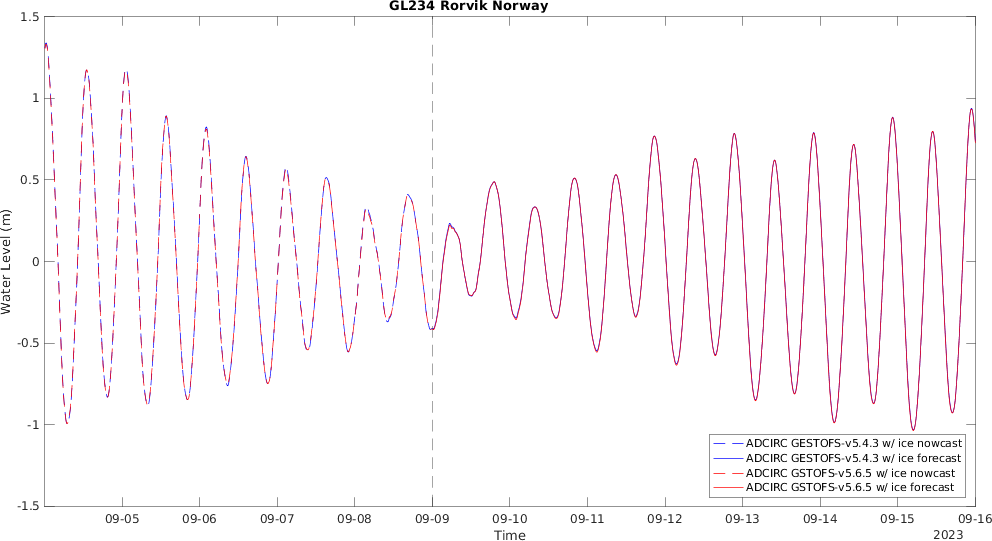 GL234 Rorvik Norway
1.5
1
0.5
0
-0.5
-1
-1.5
Water Level (m)
09-05 09-06 09-07 09-08 09-09 09-10 09-11 09-12 09-13 09-14 09-15 09-16
Time
2023
ADCIRC GESTOFS-v5.4.3 w/ ice nowcast
ADCIRC GESTOFS-v5.4.3 w/ ice forecast
ADCIRC GSTOFS-v5.6.5 w/ ice nowcast
ADCIRC GSTOFS-v5.6.5 w/ ice forecast